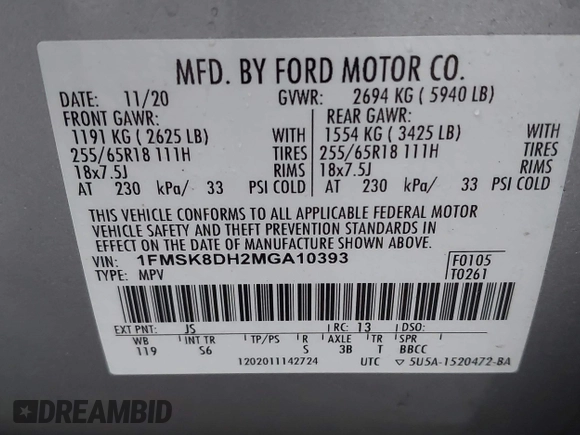 MFD. BY FORD MOTOR CO.
DATE: 11/20 GVWR: 2694 KG ( 5940 LB)
FRONT GAWR: REAR GAWR:
1191 KG ( 2625 LB) WITH 1554 KG ( 3425 LB) WITH
255/65R18 111H TIRES 255/65R18 111H TIRES
18x7.5J RIMS 18x7.5J RIMS
AT 230 kPa/ 33 PSI COLD AT 230 kPa/ 33 PSI COLD
THIS VEHICLE CONFORMS TO ALL APPLICABLE FEDERAL MOTOR
VEHICLE SAFETY AND THEFT PREVENTION STANDARDS IN
EFFECT ON THE DATE OF MANUFACTURE SHOWN ABOVE.
VIN: 1FMSK8DH2MGA10393 F0105
TYPE: MPV T0261
EXT PNT: JS RC: 13 DSO:
WB INT TR TP/PS R AXLE TR SPR
119 S6 S 3B T BBCC
1202011142724 UTC ▽ 5U5A-1520472-BA
DREAMBID